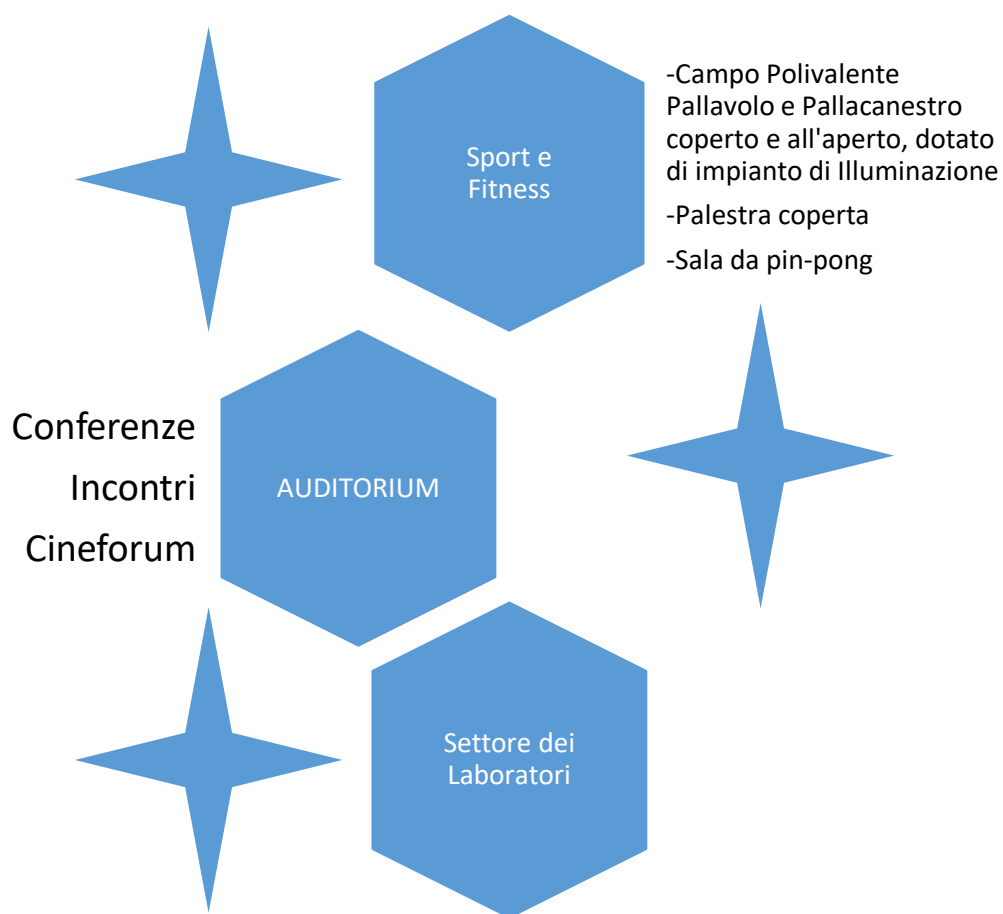 Sport e
Fitness
-Campo Polivalente
Pallavolo e Pallacanestro
coperto e all'aperto, dotato
di impianto di Illuminazione
-Palestra coperta
-Sala da pin-pong
Conferenze
Incontri
Cineforum
AUDITORIUM
Settore dei
Laboratori